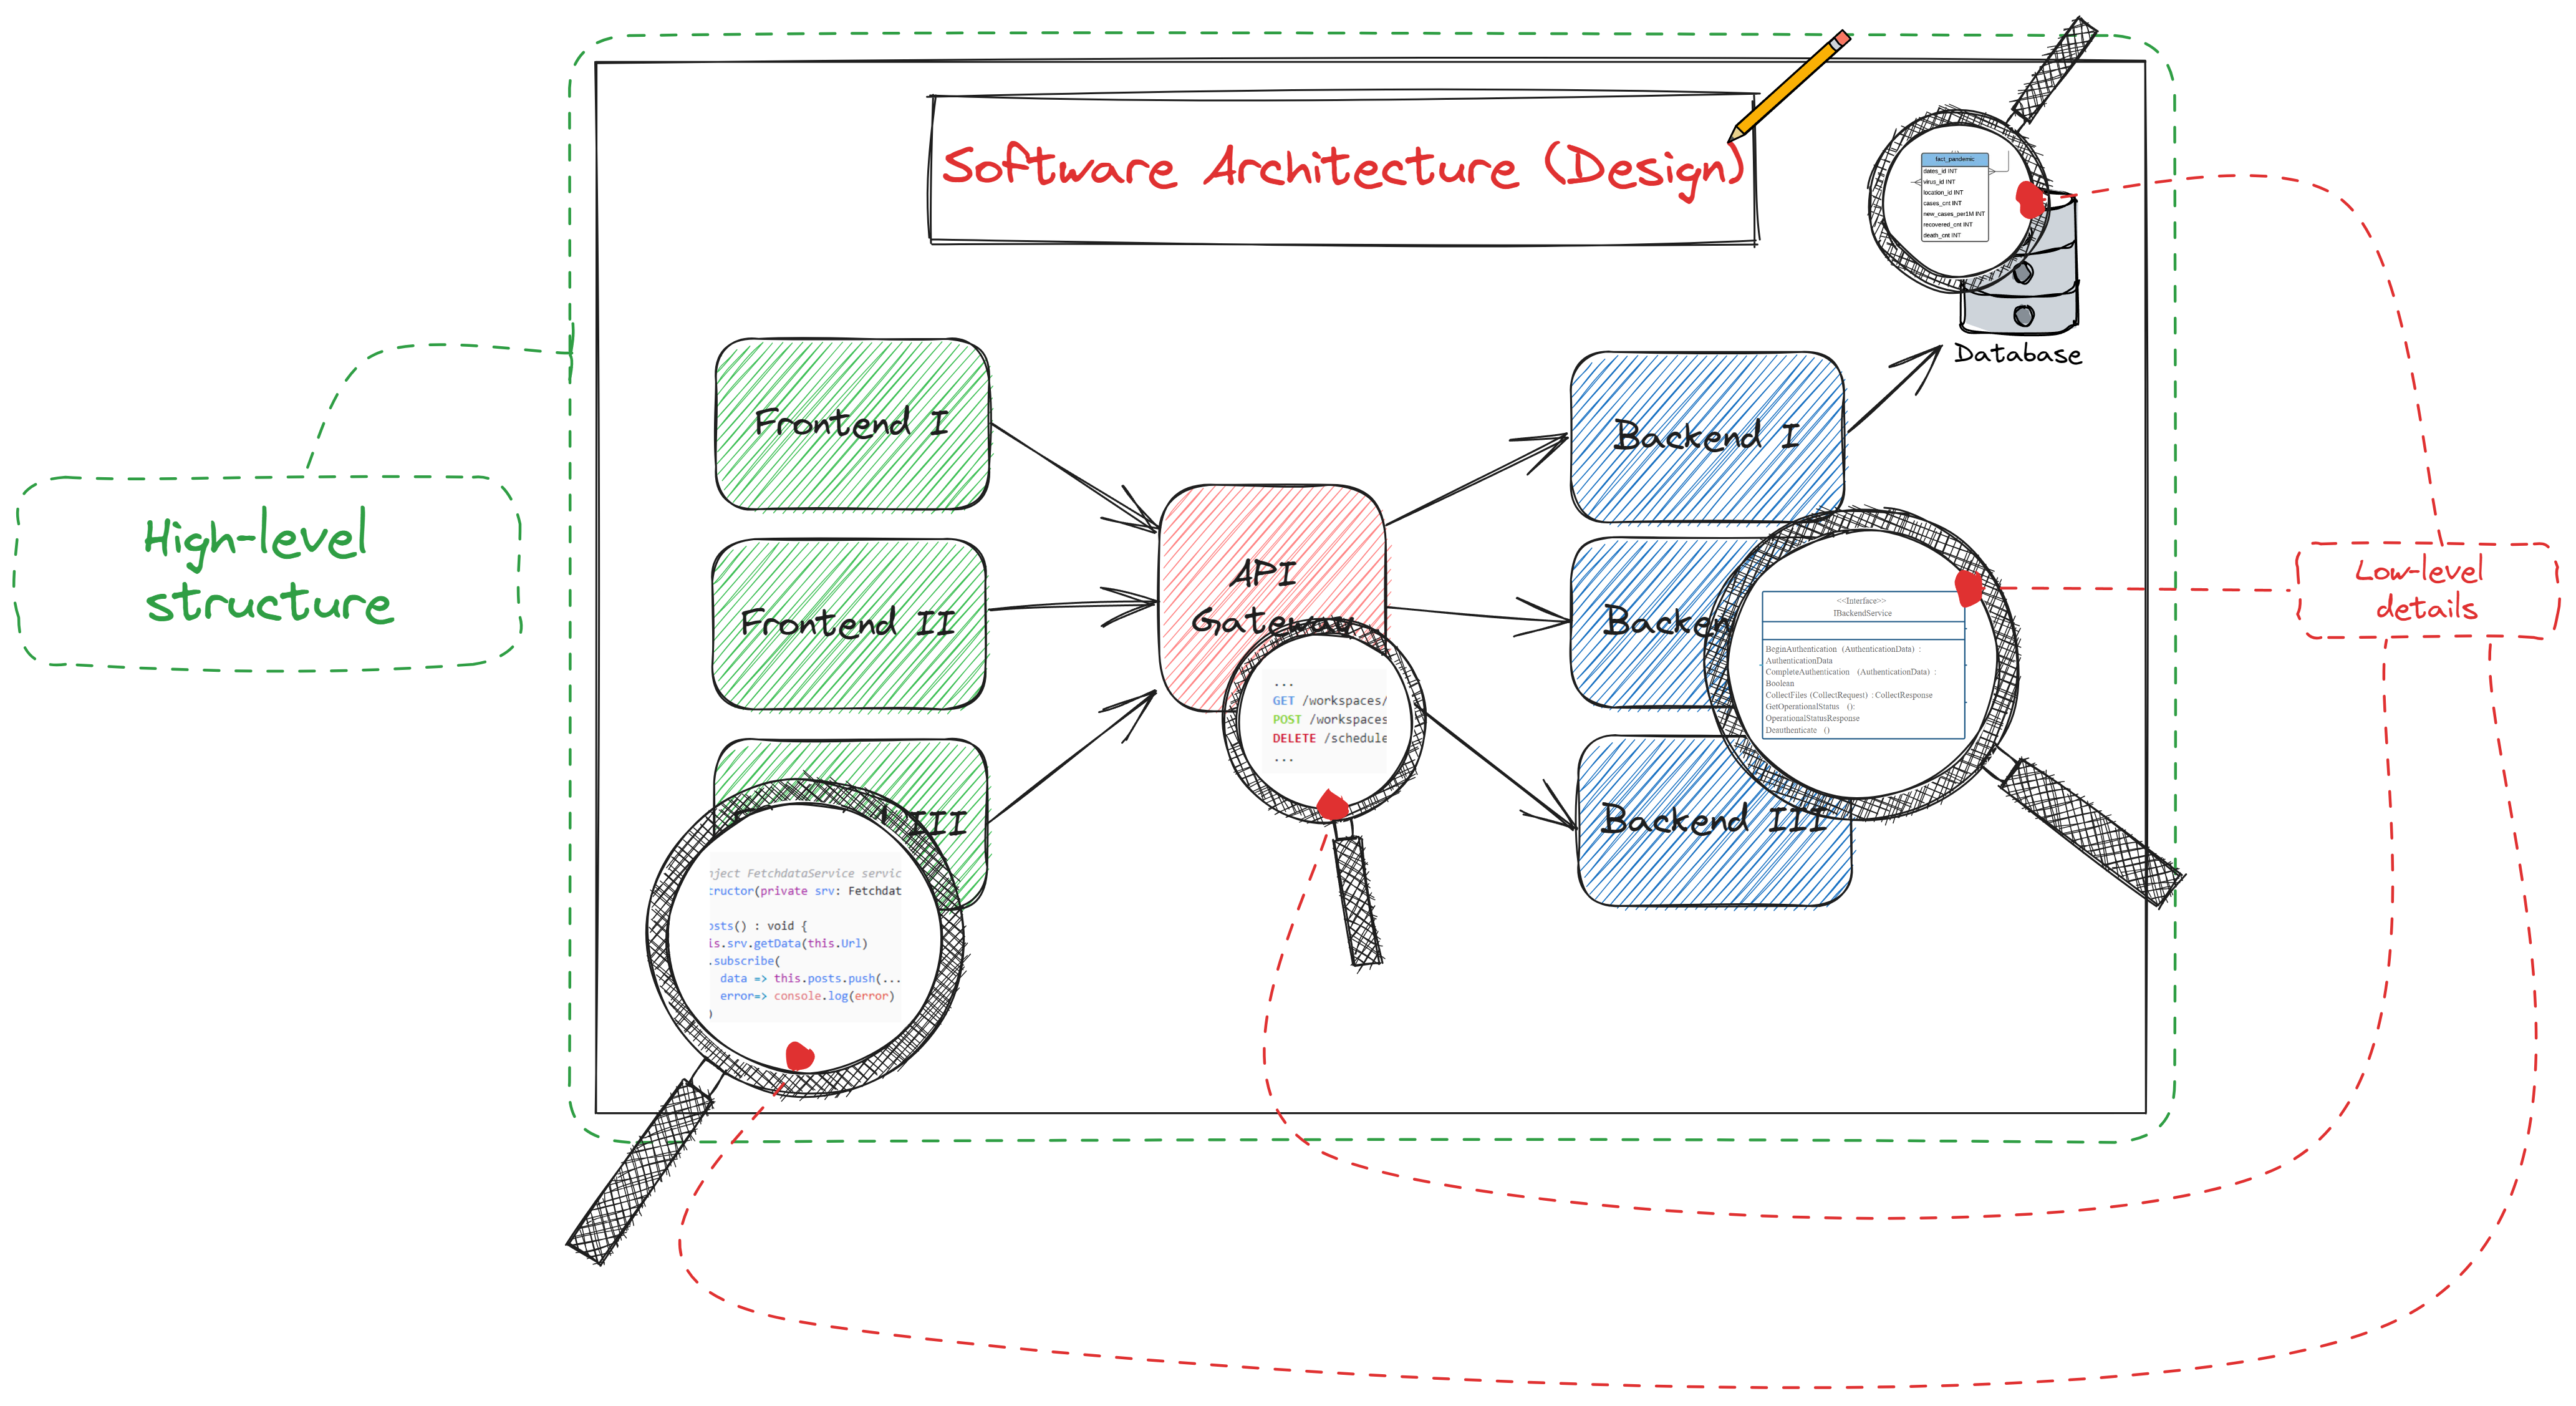 Software Architecture (Design)
fact_pandemic
dates_id INT
virus_id INT
location_id INT
cases_cnt INT
new_cases_per1M INT
recovered_cnt INT
death_cnt INT
Database
Frontend I
Backend I
High-level
structure
API
Gateway
Frontend II
Backen
<<Interface>>
IBackendService
BeginAuthentication (AuthenticationData) :
AuthenticationData
CompleteAuthentication (AuthenticationData) :
Boolean
CollectFiles (CollectRequest) : CollectResponse
GetOperationalStatus ():
OperationalStatusResponse
Deauthenticate ()
Low-level
details
...
GET /workspaces/
POST /workspaces
DELETE /schedule
...
III
Backend III
nject FetchdataService servic
tructor(private srv: Fetchdat
osts() : void {
is.srv.getData(this.Url)
.subscribe(
data => this.posts.push(...
error=> console.log(error)
)